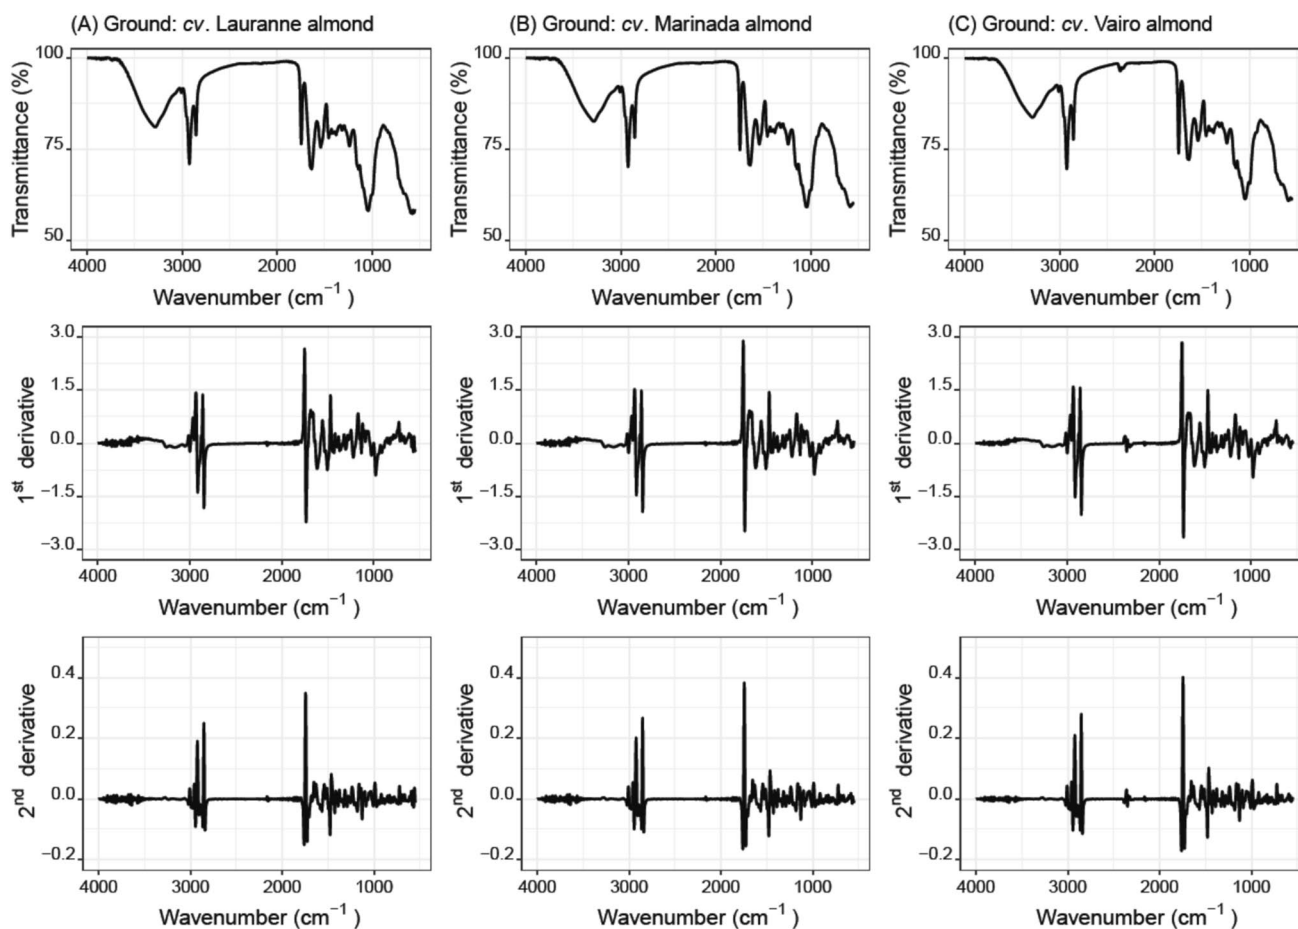 (A) Ground: cv. Lauranne almond
(B) Ground: cv. Marinada almond
(C) Ground: cv. Vairo almond
Transmittance (%)
100
75
50
4000 3000 2000 1000
Wavenumber (cm⁻¹ )
Transmittance (%)
100
75
50
4000 3000 2000 1000
Wavenumber (cm⁻¹ )
Transmittance (%)
100
75
50
4000 3000 2000 1000
Wavenumber (cm⁻¹ )
1ˢᵗ derivative
3.0
1.5
0.0
−1.5
−3.0
4000 3000 2000 1000
Wavenumber (cm⁻¹ )
1ˢᵗ derivative
3.0
1.5
0.0
−1.5
−3.0
4000 3000 2000 1000
Wavenumber (cm⁻¹ )
1ˢᵗ derivative
3.0
1.5
0.0
−1.5
−3.0
4000 3000 2000 1000
Wavenumber (cm⁻¹ )
2ⁿᵈ derivative
0.4
0.2
0.0
−0.2
4000 3000 2000 1000
Wavenumber (cm⁻¹ )
2ⁿᵈ derivative
0.4
0.2
0.0
−0.2
4000 3000 2000 1000
Wavenumber (cm⁻¹ )
2ⁿᵈ derivative
0.4
0.2
0.0
−0.2
4000 3000 2000 1000
Wavenumber (cm⁻¹ )